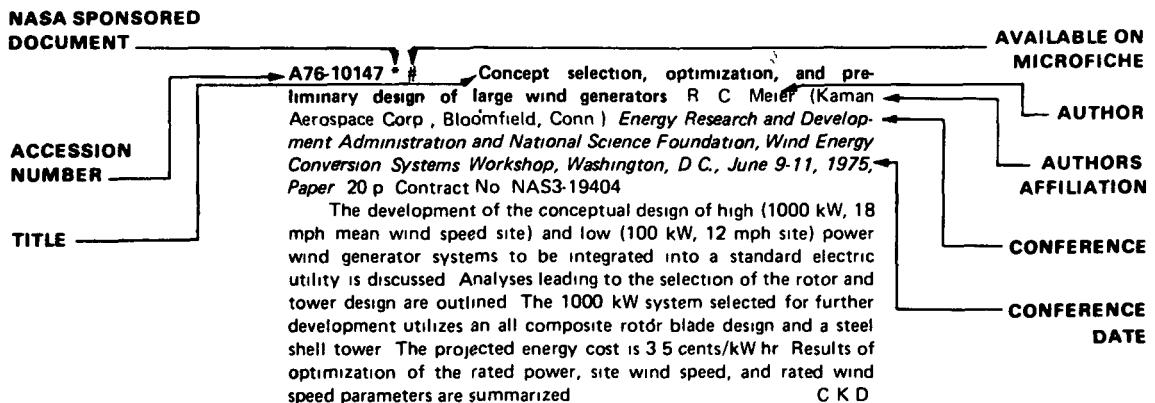 NASA SPONSORED
DOCUMENT
AVAILABLE ON
MICROFICHE
ACCESSION
NUMBER
TITLE
A76-10147 * # Concept selection, optimization, and pre-
liminary design of large wind generators R C Meier (Kaman
Aerospace Corp , Bloomfield, Conn ) Energy Research and Develop-
ment Administration and National Science Foundation, Wind Energy
Conversion Systems Workshop, Washington, D C., June 9-11, 1975,
Paper 20 p Contract No NAS3-19404
The development of the conceptual design of high (1000 kW, 18
mph mean wind speed site) and low (100 kW, 12 mph site) power
wind generator systems to be integrated into a standard electric
utility is discussed Analyses leading to the selection of the rotor and
tower design are outlined The 1000 kW system selected for further
development utilizes an all composite rotor blade design and a steel
shell tower The projected energy cost is 3 5 cents/kW hr Results of
optimization of the rated power, site wind speed, and rated wind
speed parameters are summarized C K D
AUTHOR
AUTHORS
AFFILIATION
CONFERENCE
CONFERENCE
DATE